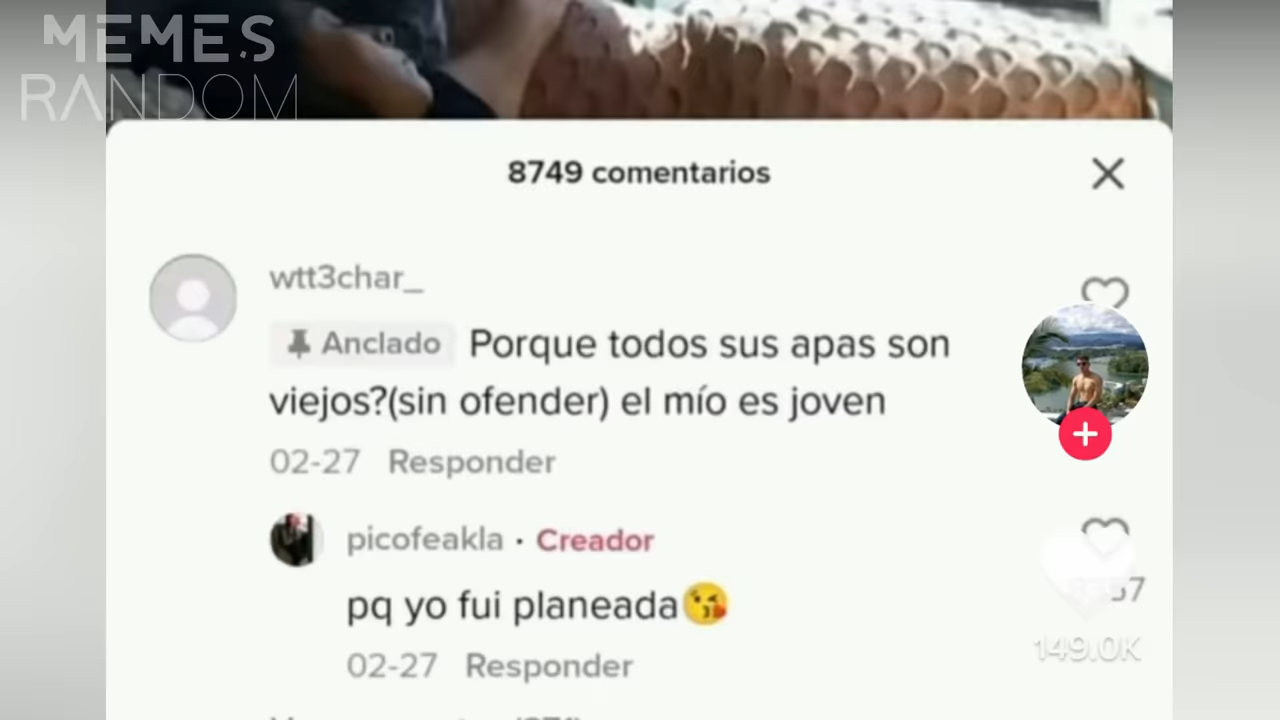 MEMES
RANDOM
8749 comentarios
wtt3char_
Anclado Porque todos sus apas son
viejos?(sin ofender) el mío es joven
02-27 Responder
picofeakla · Creador
pq yo fui planeada😘
02-27 Responder
149.0K